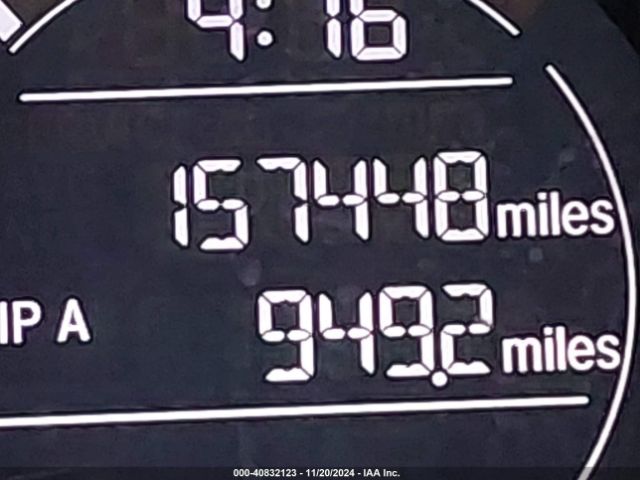 4:16
157448 miles
IP A 949.2 miles
000-40832123 - 11/20/2024 - IAA Inc.